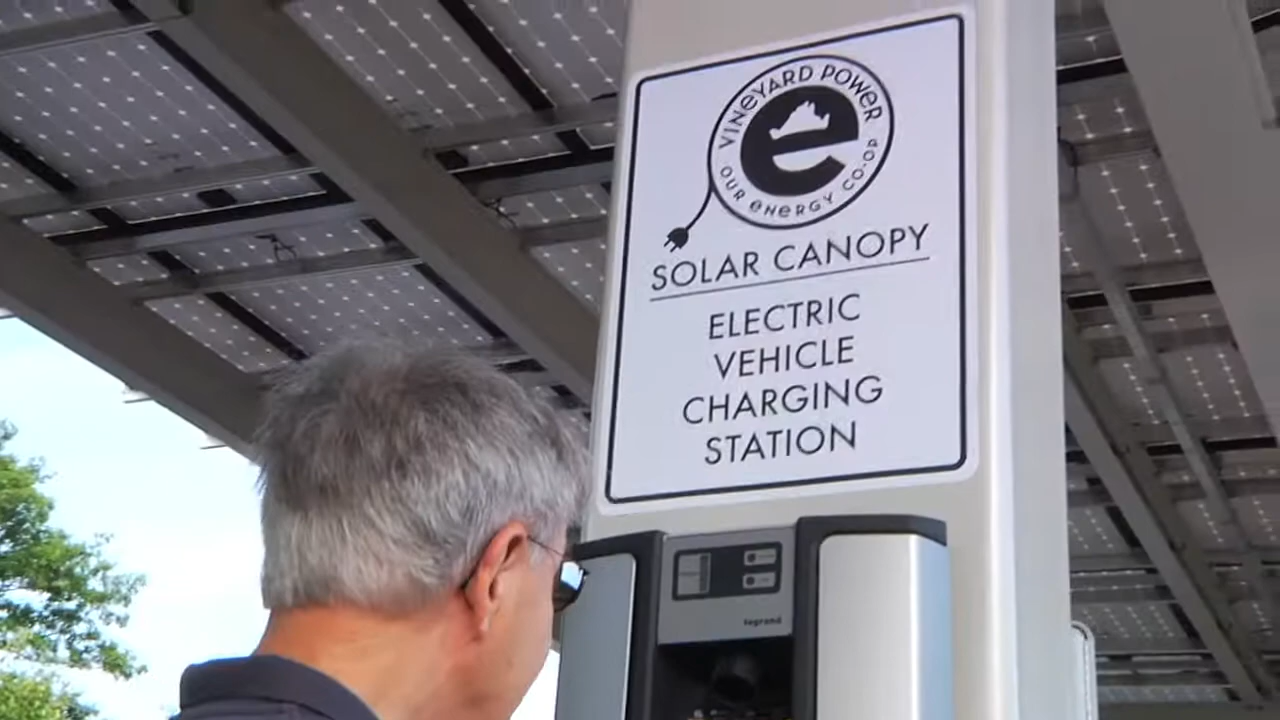 VINEYARD POWER
OUR ENERGY CO-OP
SOLAR CANOPY
ELECTRIC
VEHICLE
CHARGING
STATION
legrand